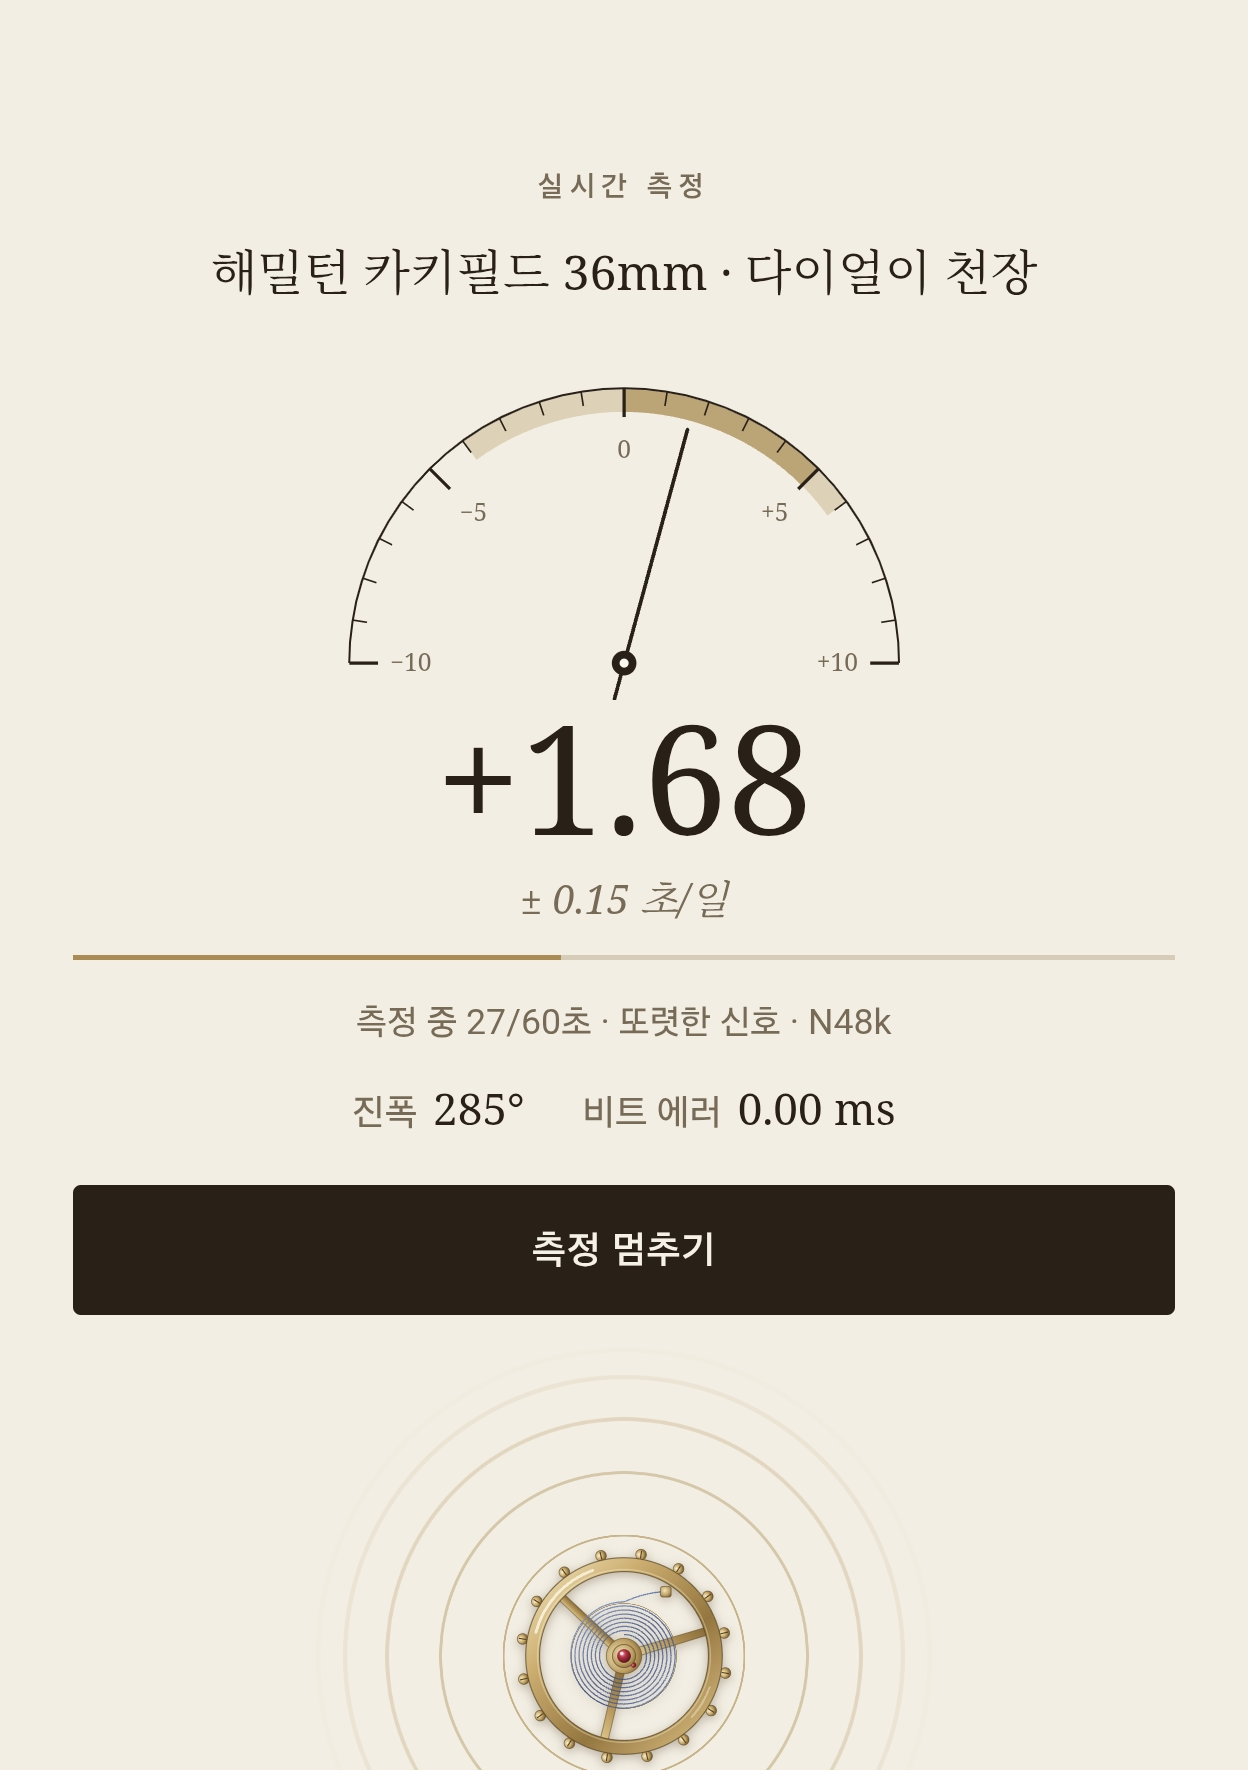 실시간 측정
해밀턴 카키필드 36mm · 다이얼이 천장
0
−5
+5
−10
+10
+1.68
± 0.15 초/일
측정 중 27/60초 · 또렷한 신호 · N48k
진폭 285° 비트 에러 0.00 ms
측정 멈추기